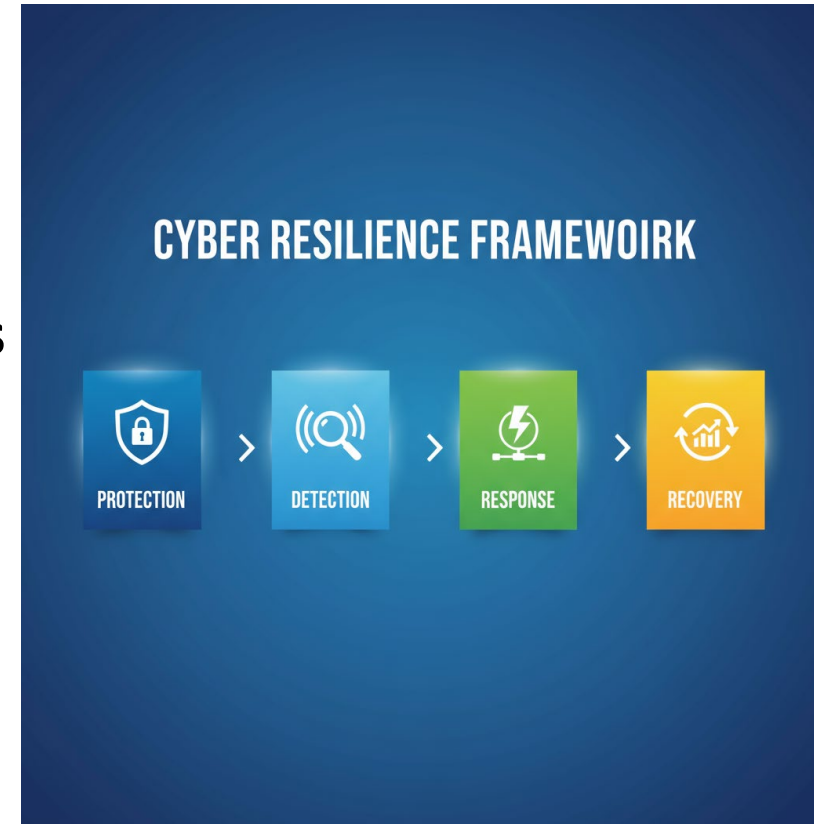 CYBER RESILIENCE FRAMEWOIRK
s
PROTECTION
DETECTION
RESPONSE
RECOVERY